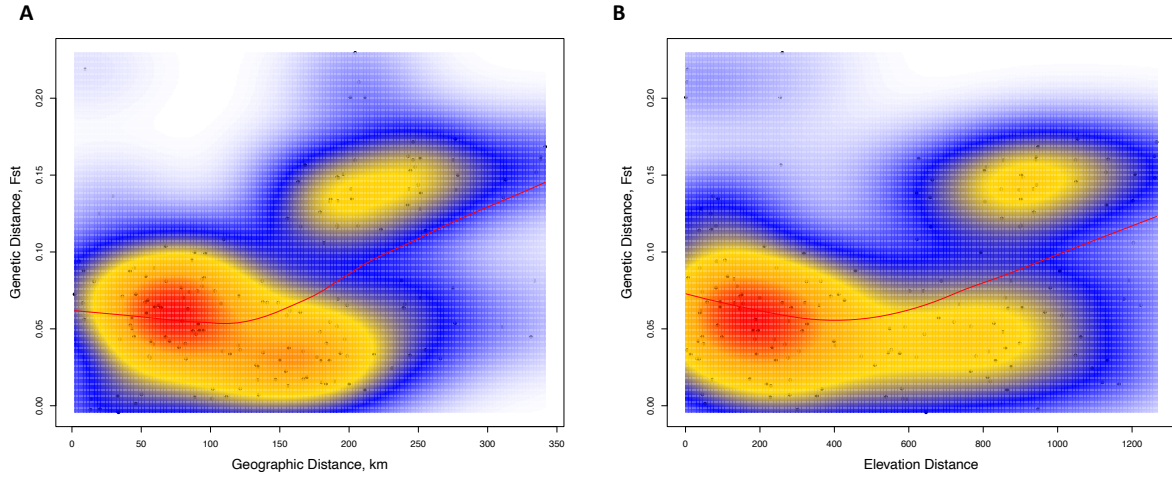 A
B
Genetic Distance, Fst
0.20
0.15
0.10
0.05
0.00
0 50 100 150 200 250 300 350
Geographic Distance, km
Genetic Distance, Fst
0.20
0.15
0.10
0.05
0.00
0 200 400 600 800 1000 1200
Elevation Distance